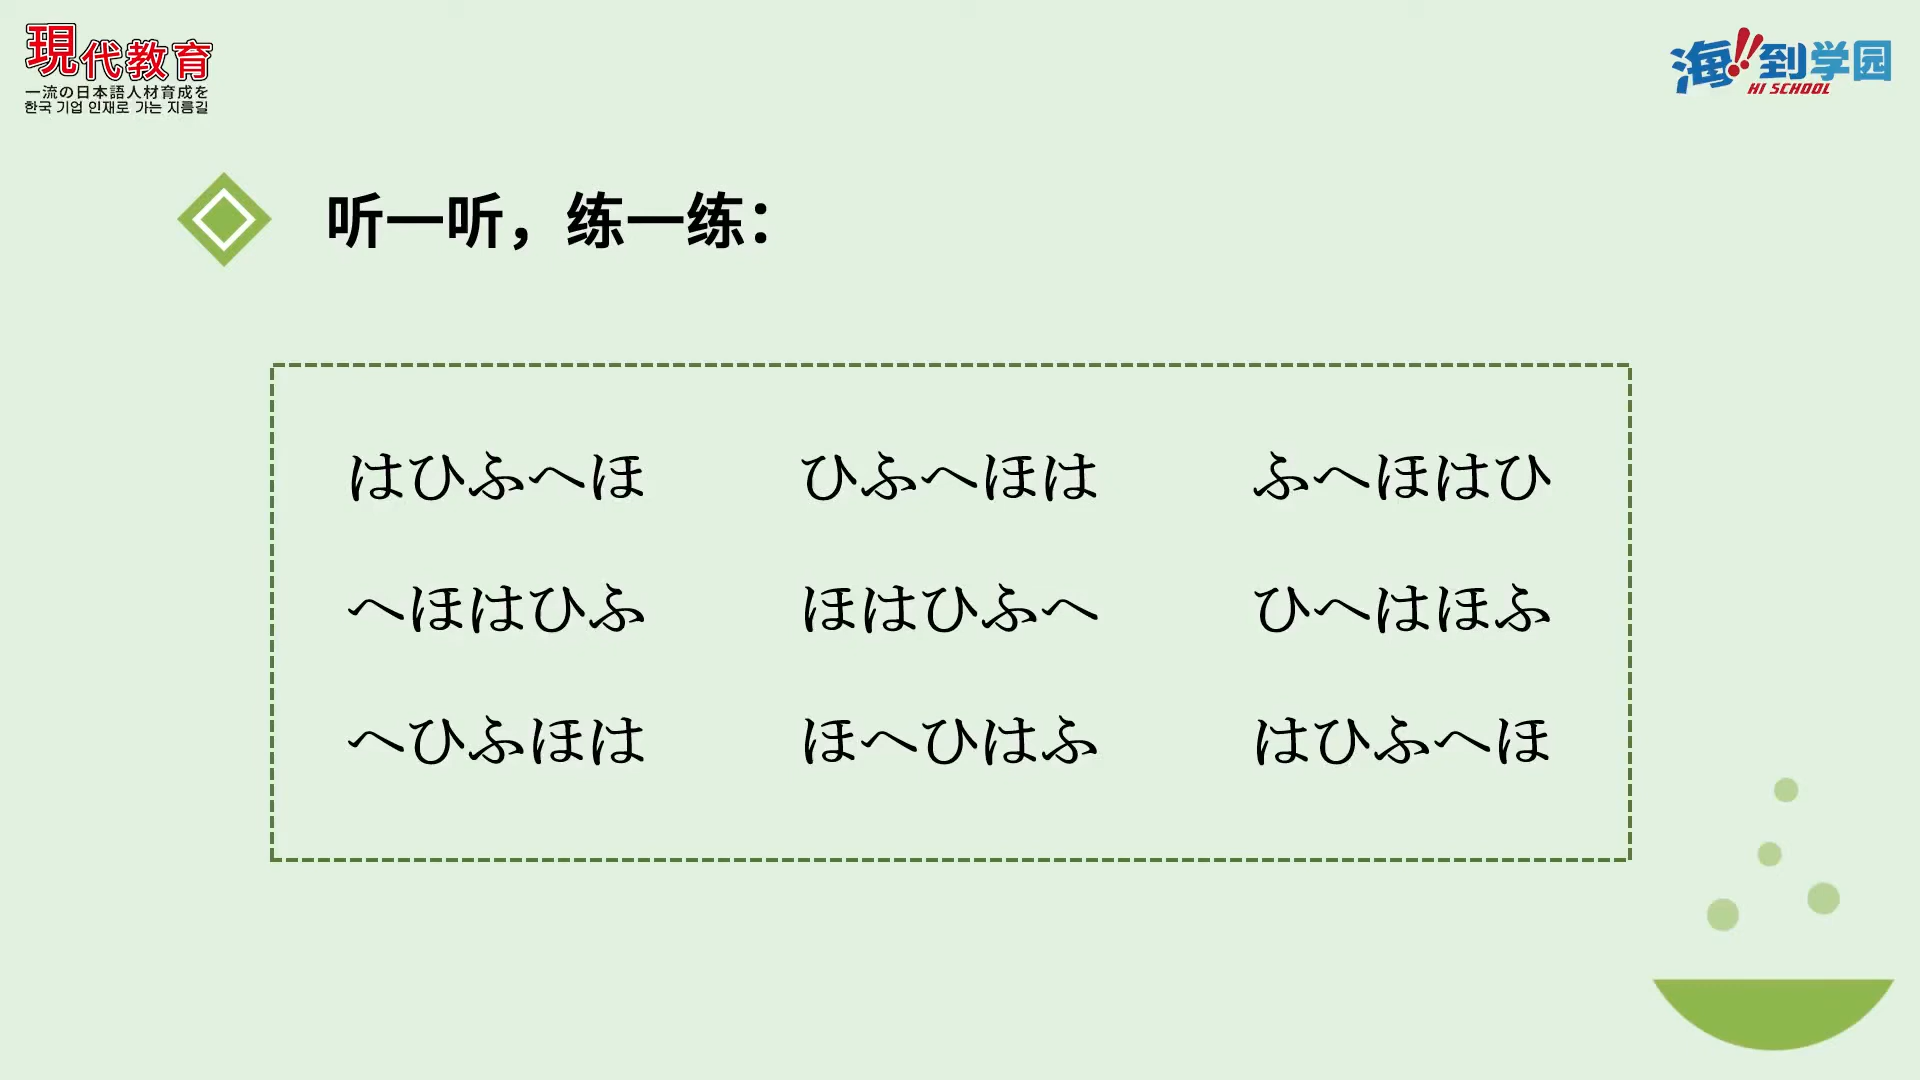 現代教育
一流の日本語人材育成を
한국 기업 인재로 가는 지름길
海!!到学园
HI SCHOOL
听一听，练一练：
はひふへほ ひふへほは ふへほはひ
へほはひふ ほはひふへ ひへはほふ
へひふほは ほへひはふ はひふへほ